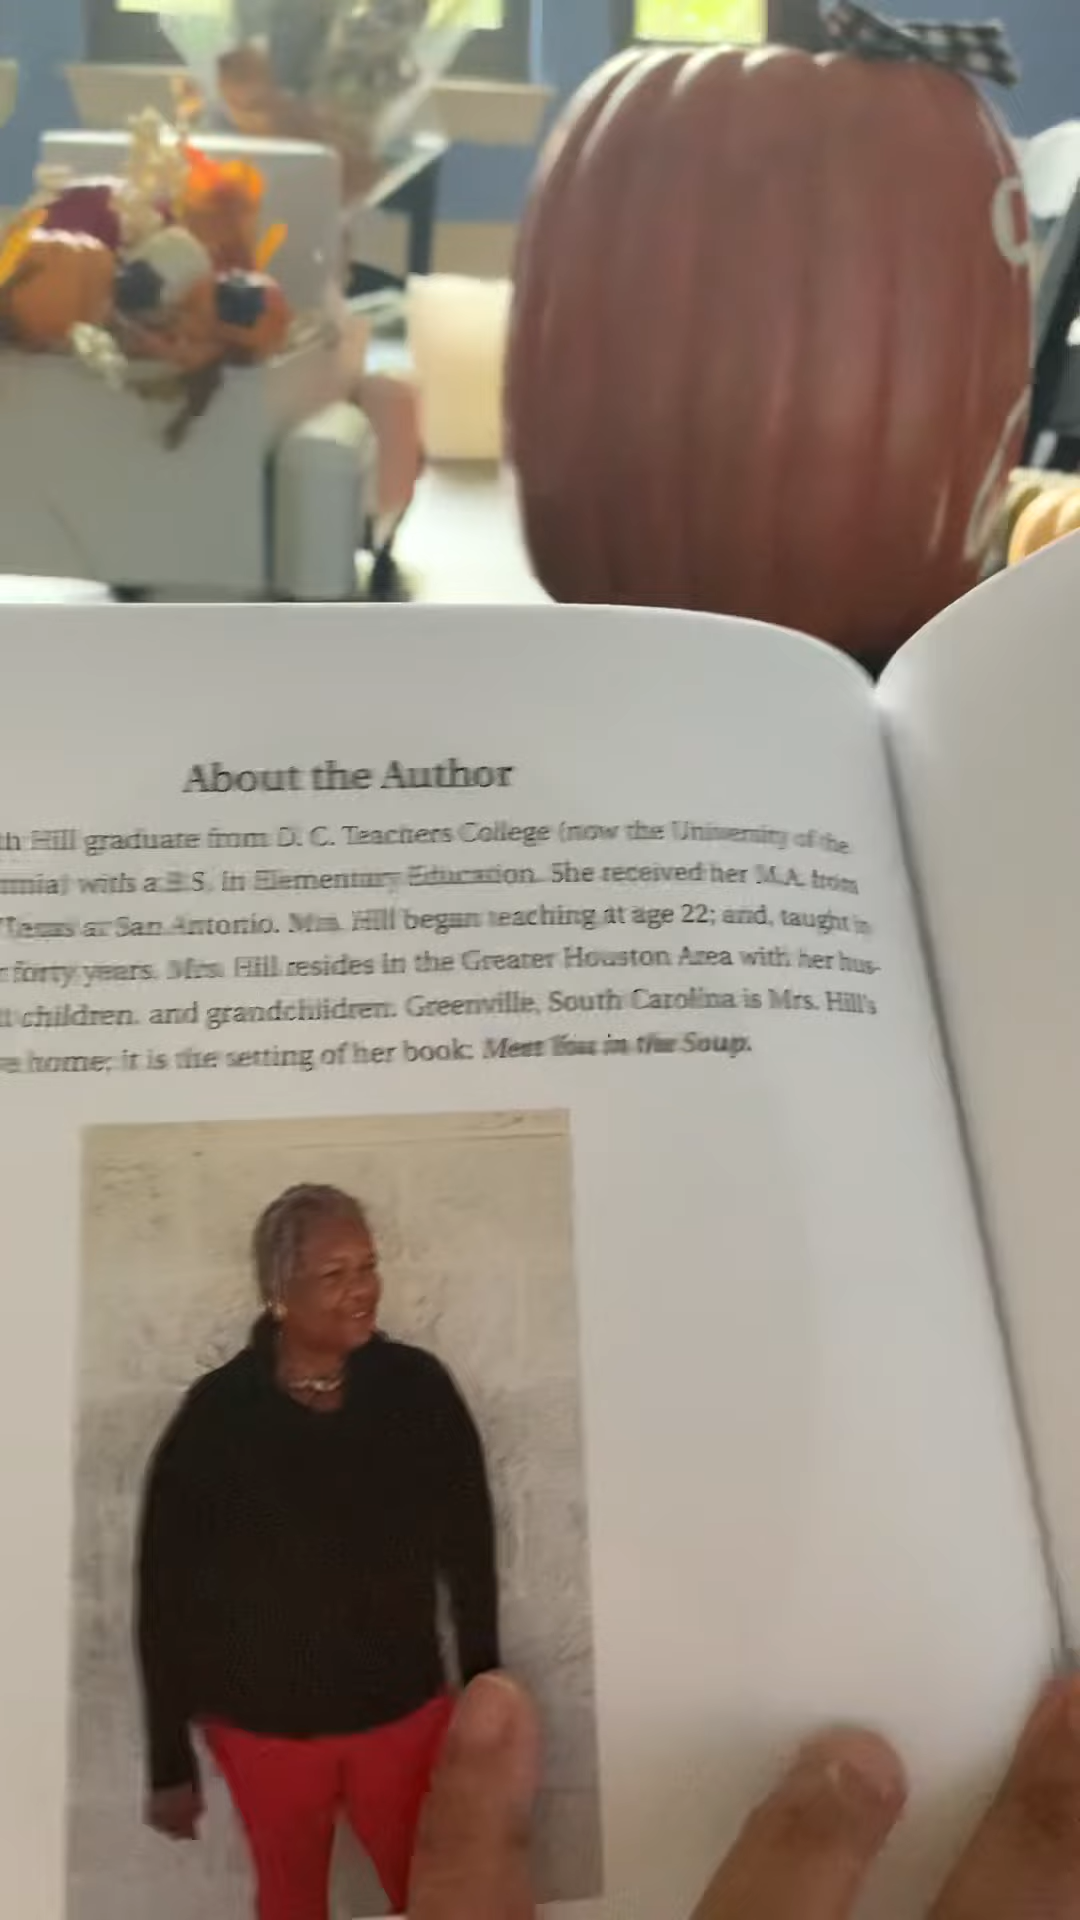 About the Author
Hill graduate from D. C. Teachers College (now the University of the
with a B.S. in Elementary Education. She received her M.A. from
Texas at San Antonio. Mrs. Hill began teaching at age 22; and, taught in
forty years. Mrs. Hill resides in the Greater Houston Area with her hus-
children, and grandchildren. Greenville, South Carolina is Mrs. Hill's
home; it is the setting of her book: Meet You in the Soup.